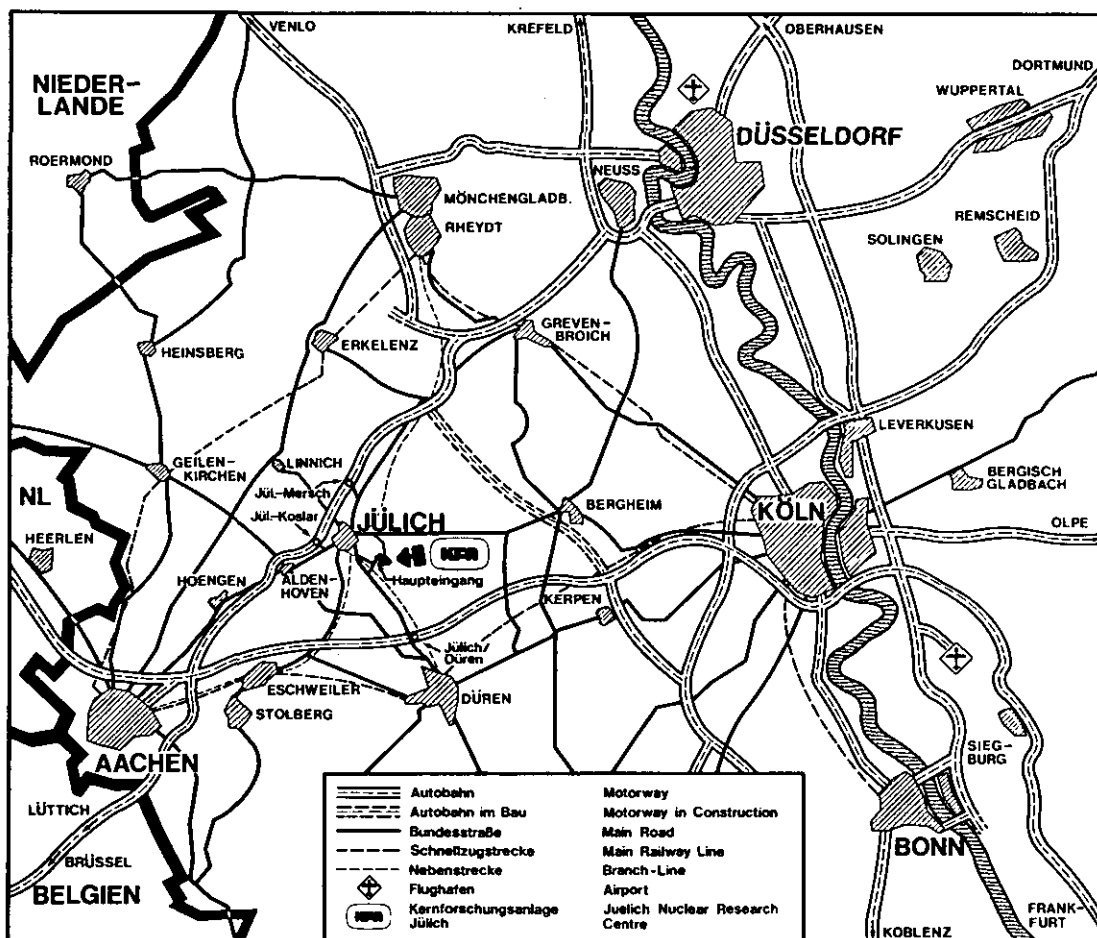 VENLO
KREFELD
OBERHAUSEN
DORTMUND
NIEDER-
LANDE
WUPPERTAL
DÜSSELDORF
ROERMOND
NEUSS
MÖNCHENGLADB.
RHEYDT
REMSCHEID
SOLINGEN
GREVEN-
BROICH
HEINSBERG
ERKELENZ
LEVERKUSEN
GEILEN-
KIRCHEN
LINNICH
BERGISCH
GLADBACH
NL
Jül.-Mersch
BERGHEIM
KÖLN
Jül.-Koslar
JÜLICH
OLPE
HEERLEN
KFA
HOENGEN
ALDEN-
HOVEN
Haupteingang
KERPEN
Jülich/
Düren
ESCHWEILER
DÜREN
STOLBERG
AACHEN
SIEG-
BURG
LÜTTICH
BONN
BRÜSSEL
BELGIEN
KOBLENZ
FRANK-
FURT
Autobahn Motorway
Autobahn im Bau Motorway in Construction
Bundesstraße Main Road
Schnellzugstrecke Main Railway Line
Nebenstrecke Branch-Line
Flughafen Airport
KFA Kernforschungsanlage Juelich Nuclear Research
Jülich Centre